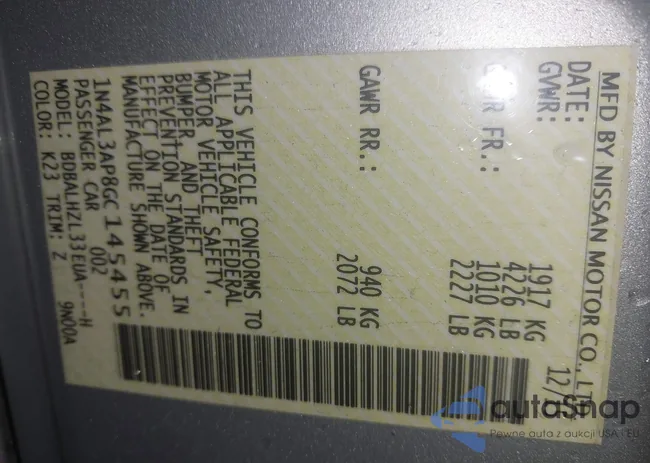 MFD BY NISSAN MOTOR CO., LT
DATE: 12/
GVWR: 1917 KG
4226 LB
FR.: 1010 KG
2227 LB
GAWR RR.: 940 KG
2072 LB
THIS VEHICLE CONFORMS TO
ALL APPLICABLE FEDERAL
MOTOR VEHICLE SAFETY,
BUMPER, AND THEFT
PREVENTION STANDARDS IN
EFFECT ON THE DATE OF
MANUFACTURE SHOWN ABOVE.
1N4AL3AP8GC145455
PASSENGER CAR 002
MODEL: BDBALHZL33EUA----H
COLOR: K23 TRIM: Z 9N00A
autoSnap
Pewne auta z aukcji USA i EU